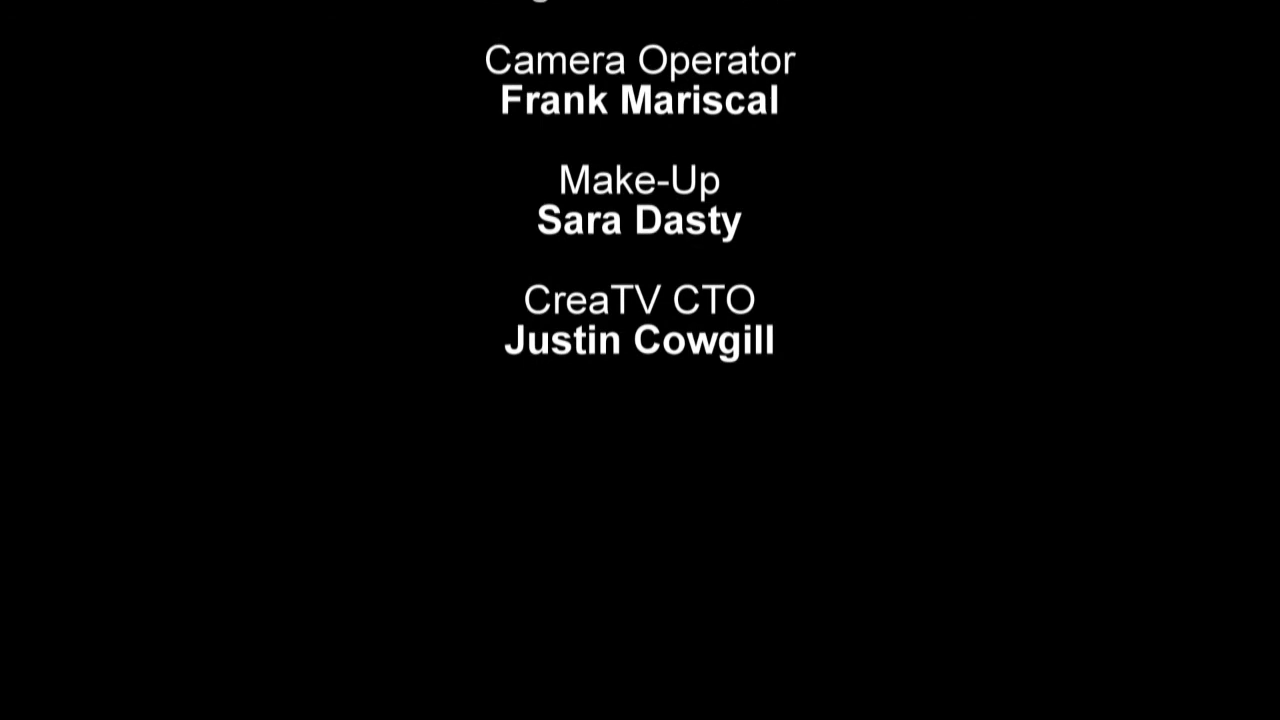 Camera Operator
Frank Mariscal
Make-Up
Sara Dasty
CreaTV CTO
Justin Cowgill